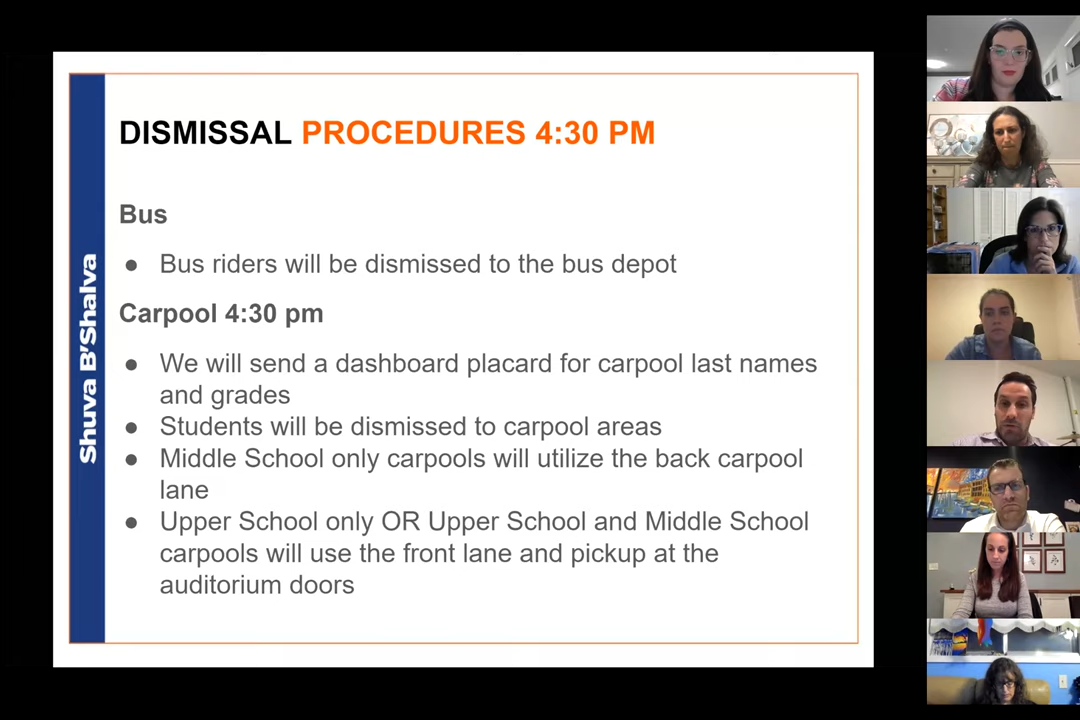 DISMISSAL PROCEDURES 4:30 PM
Shuva B'Shalva
Bus
● Bus riders will be dismissed to the bus depot
Carpool 4:30 pm
● We will send a dashboard placard for carpool last names
and grades
● Students will be dismissed to carpool areas
● Middle School only carpools will utilize the back carpool
lane
● Upper School only OR Upper School and Middle School
carpools will use the front lane and pickup at the
auditorium doors